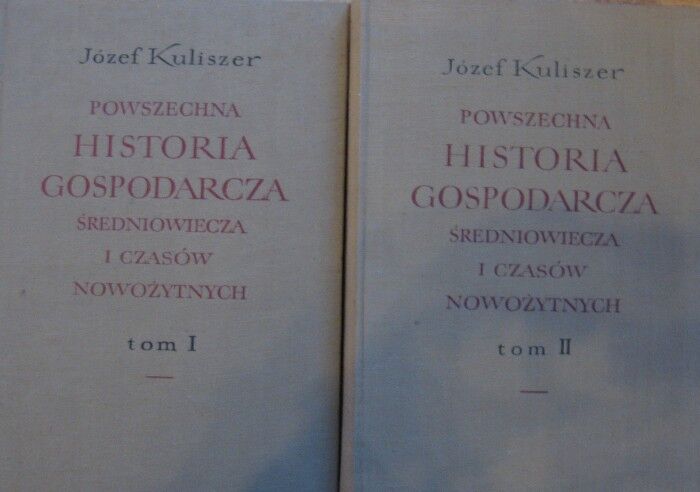 Józef Kuliszer
POWSZECHNA
HISTORIA
GOSPODARCZA
ŚREDNIOWIECZA
I CZASÓW
NOWOŻYTNYCH
tom I
Józef Kuliszer
POWSZECHNA
HISTORIA
GOSPODARCZA
ŚREDNIOWIECZA
I CZASÓW
NOWOŻYTNYCH
tom II